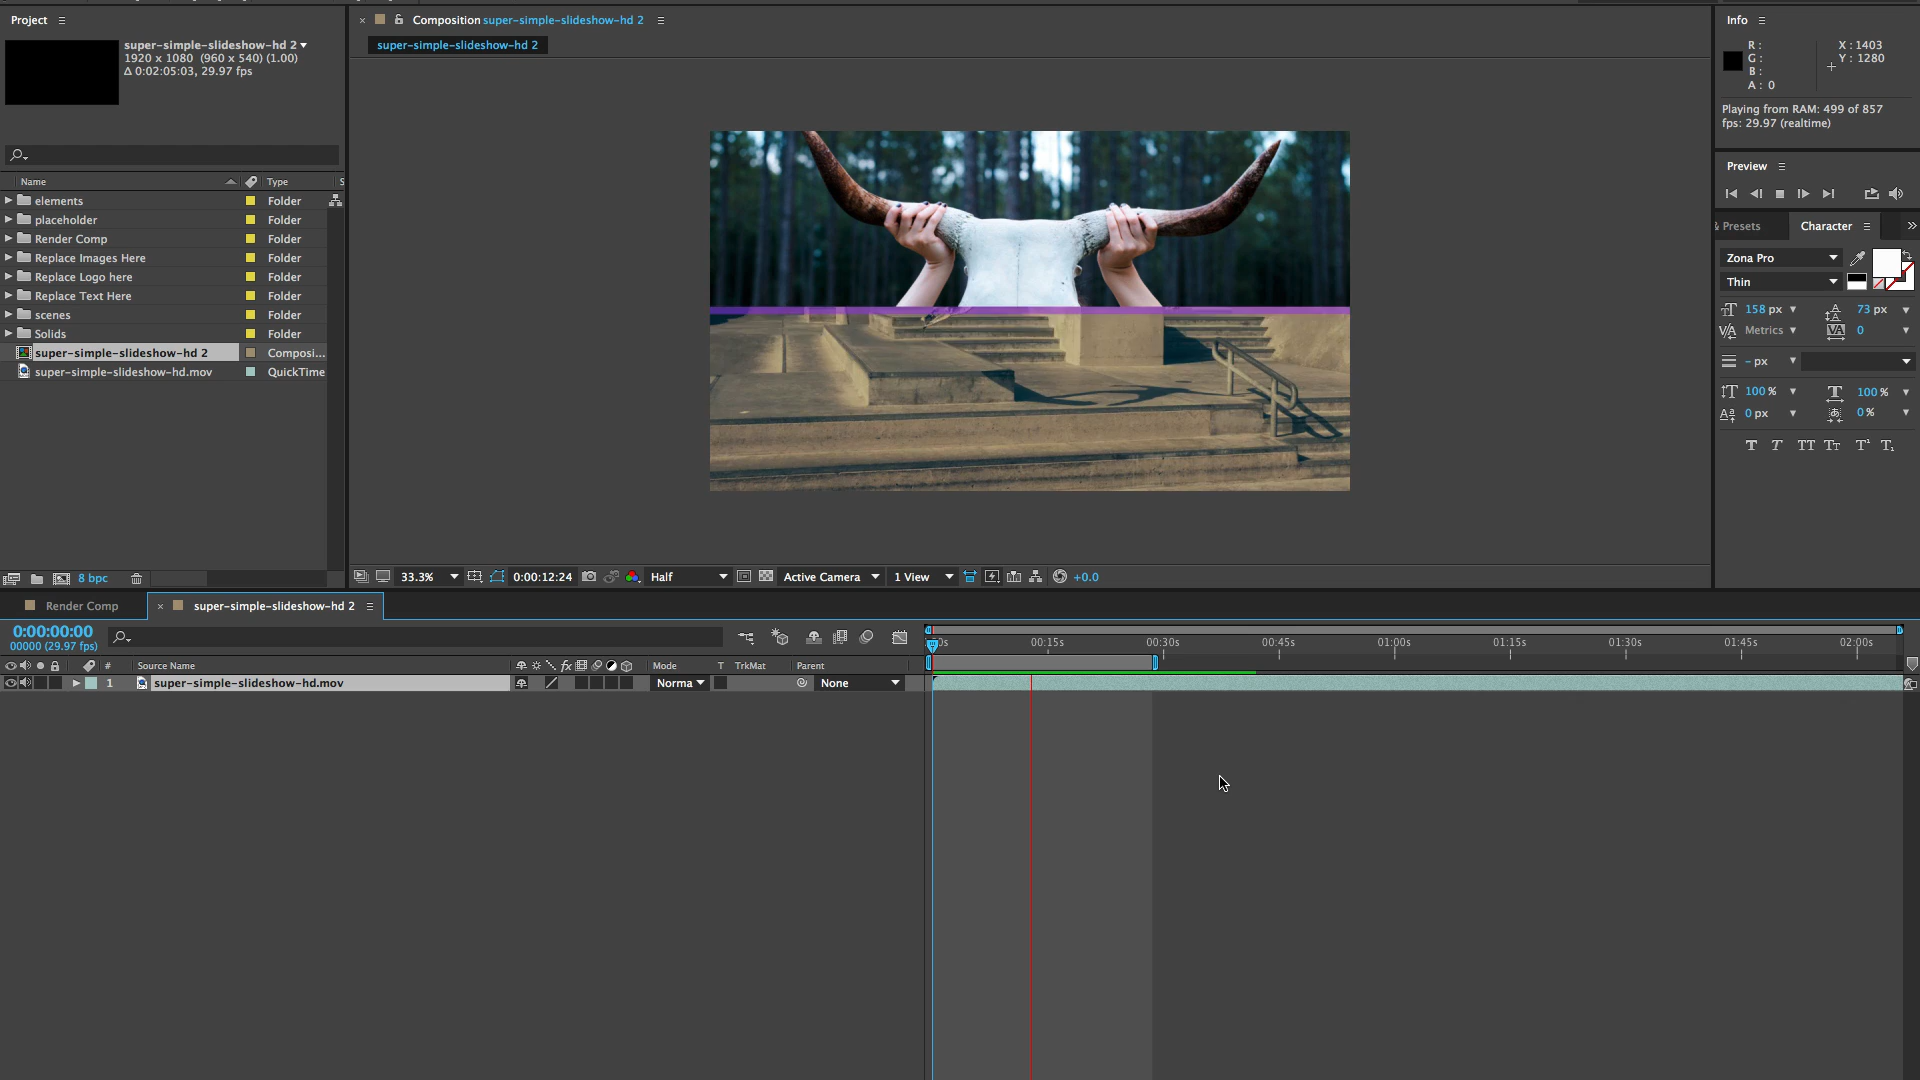 Project
super-simple-slideshow-hd 2
1920 x 1080 (960 x 540) (1.00)
Δ 0:02:05:03, 29.97 fps
Name Type S
elements Folder
placeholder Folder
Render Comp Folder
Replace Images Here Folder
Replace Logo here Folder
Replace Text Here Folder
scenes Folder
Solids Folder
super-simple-slideshow-hd 2 Composi...
super-simple-slideshow-hd.mov QuickTime
8 bpc
× Composition super-simple-slideshow-hd 2
super-simple-slideshow-hd 2
33.3% 0:00:12:24 Half Active Camera 1 View +0.0
Info
R :
G :
B :
A : 0
X : 1403
Y : 1280
Playing from RAM: 499 of 857
fps: 29.97 (realtime)
Preview
& Presets Character
Zona Pro
Thin
158 px 73 px
Metrics 0
- px
100 % 100 %
0 px 0 %
T T TT Tt T¹ T₁
Render Comp × super-simple-slideshow-hd 2
0:00:00:00
00000 (29.97 fps)
0s 00:15s 00:30s 00:45s 01:00s 01:15s 01:30s 01:45s 02:00s
# Source Name fx Mode T TrkMat Parent
1 super-simple-slideshow-hd.mov Norma None